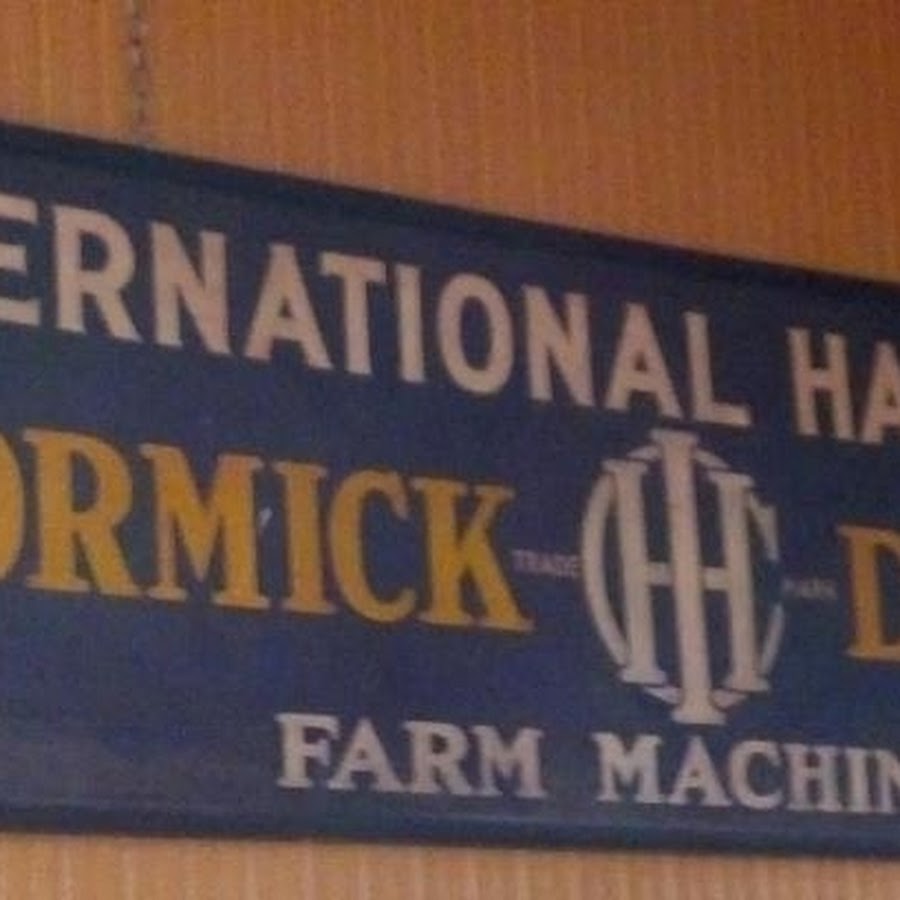 ERNATIONAL HA
ORMICK TRADE IHC MARK D
FARM MACHIN